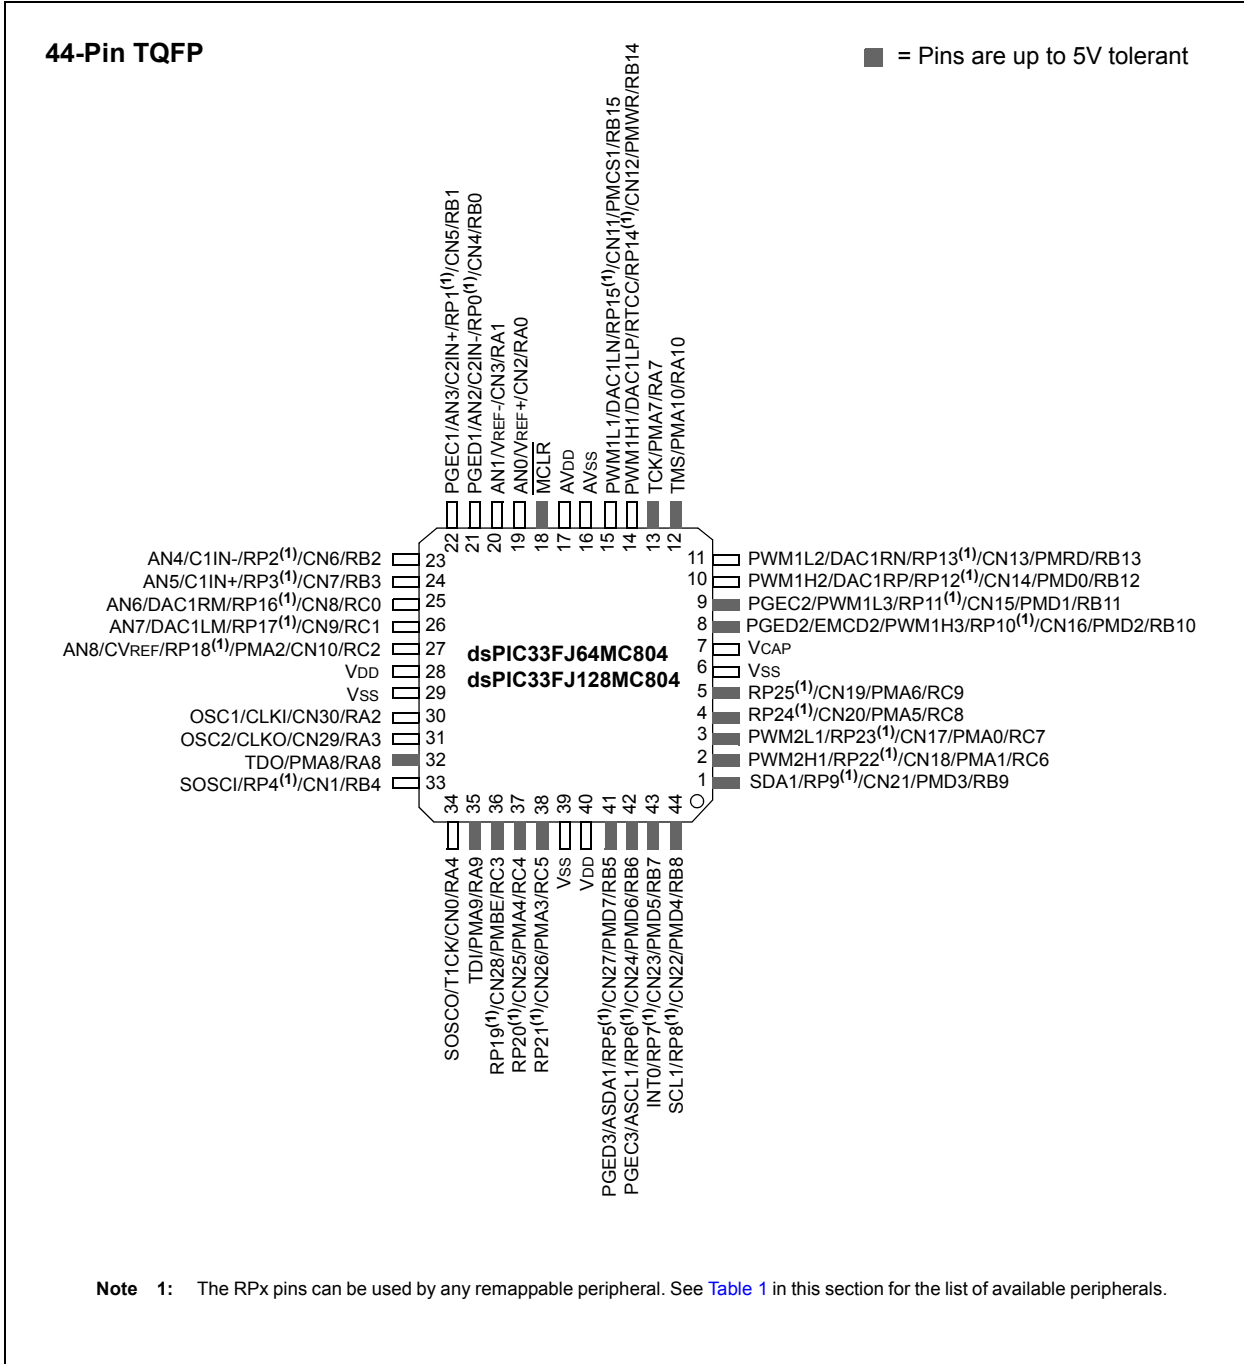 44-Pin TQFP
= Pins are up to 5V tolerant
PGEC1/AN3/C2IN+/RP1(1)/CN5/RB1
PGED1/AN2/C2IN-/RP0(1)/CN4/RB0
AN1/VREF-/CN3/RA1
AN0/VREF+/CN2/RA0
MCLR
AVDD
AVSS
PWM1L1/DAC1LN/RP15(1)/CN11/PMCS1/RB15
PWM1H1/DAC1LP/RTCC/RP14(1)/CN12/PMWR/RB14
TCK/PMA7/RA7
TMS/PMA10/RA10
22
21
20
19
18
17
16
15
14
13
12
AN4/C1IN-/RP2(1)/CN6/RB2 23
AN5/C1IN+/RP3(1)/CN7/RB3 24
AN6/DAC1RM/RP16(1)/CN8/RC0 25
AN7/DAC1LM/RP17(1)/CN9/RC1 26
AN8/CVREF/RP18(1)/PMA2/CN10/RC2 27
VDD 28
VSS 29
OSC1/CLKI/CN30/RA2 30
OSC2/CLKO/CN29/RA3 31
TDO/PMA8/RA8 32
SOSCI/RP4(1)/CN1/RB4 33
dsPIC33FJ64MC804
dsPIC33FJ128MC804
11 PWM1L2/DAC1RN/RP13(1)/CN13/PMRD/RB13
10 PWM1H2/DAC1RP/RP12(1)/CN14/PMD0/RB12
9 PGEC2/PWM1L3/RP11(1)/CN15/PMD1/RB11
8 PGED2/EMCD2/PWM1H3/RP10(1)/CN16/PMD2/RB10
7 VCAP
6 VSS
5 RP25(1)/CN19/PMA6/RC9
4 RP24(1)/CN20/PMA5/RC8
3 PWM2L1/RP23(1)/CN17/PMA0/RC7
2 PWM2H1/RP22(1)/CN18/PMA1/RC6
1 SDA1/RP9(1)/CN21/PMD3/RB9
34
35
36
37
38
39
40
41
42
43
44
SOSCO/T1CK/CN0/RA4
TDI/PMA9/RA9
RP19(1)/CN28/PMBE/RC3
RP20(1)/CN25/PMA4/RC4
RP21(1)/CN26/PMA3/RC5
VSS
VDD
PGED3/ASDA1/RP5(1)/CN27/PMD7/RB5
PGEC3/ASCL1/RP6(1)/CN24/PMD6/RB6
INT0/RP7(1)/CN23/PMD5/RB7
SCL1/RP8(1)/CN22/PMD4/RB8
Note 1: The RPx pins can be used by any remappable peripheral. See Table 1 in this section for the list of available peripherals.